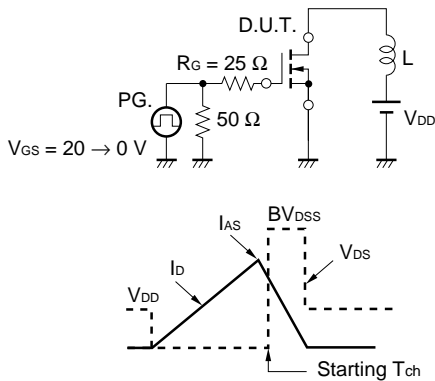 D.U.T.
RG = 25 Ω
L
PG.
50 Ω
VDD
VGS = 20 → 0 V
BVDSS
IAS
ID
VDS
VDD
Starting Tch